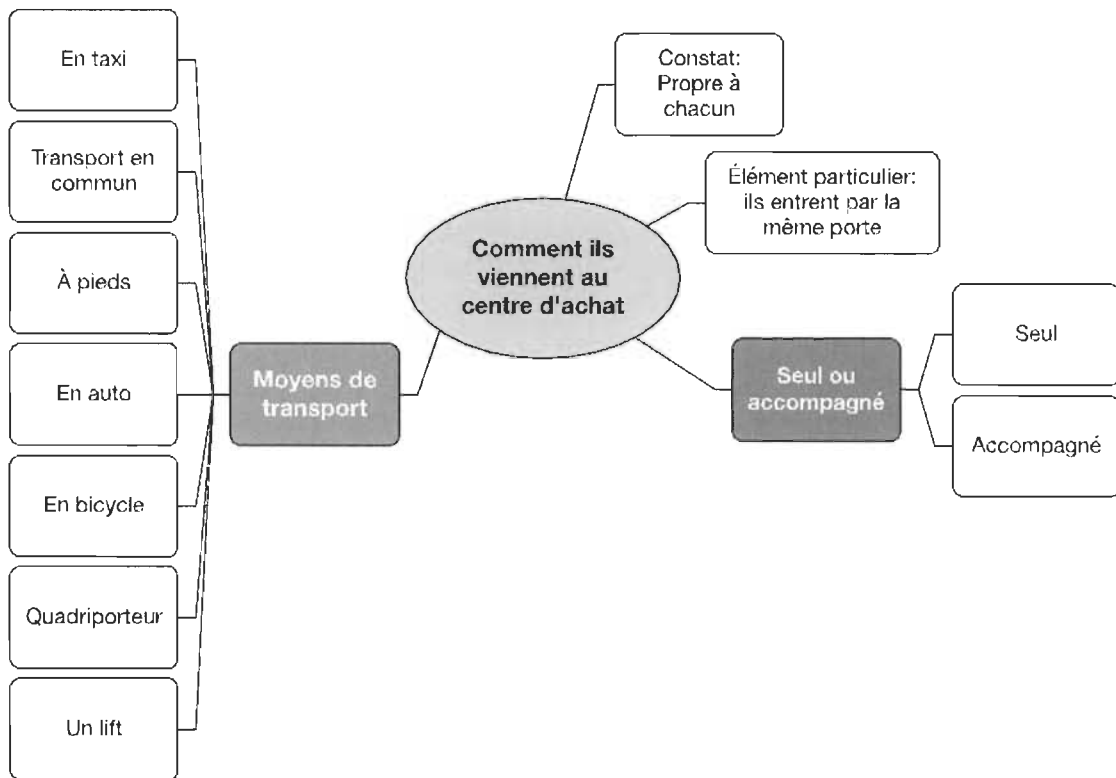 En taxi
Transport en
commun
À pieds
En auto
En bicycle
Quadriporteur
Un lift
Moyens de
transport
Comment ils
viennent au
centre d'achat
Constat:
Propre à
chacun
Élément particulier:
ils entrent par la
même porte
Seul ou
accompagné
Seul
Accompagné